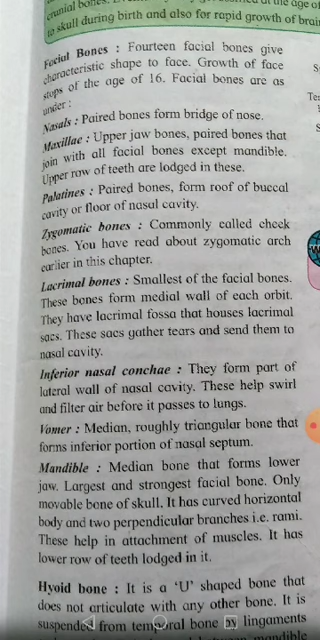 cranial bones.
to skull during birth and also for rapid growth of brain
Facial Bones : Fourteen facial bones give
characteristic shape to face. Growth of face
stops of the age of 16. Facial bones are as
under :
Nasals : Paired bones form bridge of nose.
Maxillae : Upper jaw bones, paired bones that
join with all facial bones except mandible.
Upper row of teeth are lodged in these.
Palatines : Paired bones, form roof of buccal
cavity or floor of nasal cavity.
Zygomatic bones : Commonly called cheek
bones. You have read about zygomatic arch
earlier in this chapter.
Lacrimal bones : Smallest of the facial bones.
These bones form medial wall of each orbit.
They have lacrimal fossa that houses lacrimal
sacs. These sacs gather tears and send them to
nasal cavity.
Inferior nasal conchae : They form part of
lateral wall of nasal cavity. These help swirl
and filter air before it passes to lungs.
Vomer : Median, roughly triangular bone that
forms inferior portion of nasal septum.
Mandible : Median bone that forms lower
jaw. Largest and strongest facial bone. Only
movable bone of skull. It has curved horizontal
body and two perpendicular branches i.e. rami.
These help in attachment of muscles. It has
lower row of teeth lodged in it.
Hyoid bone : It is a 'U' shaped bone that
does not articulate with any other bone. It is
suspended from temporal bone by lingaments